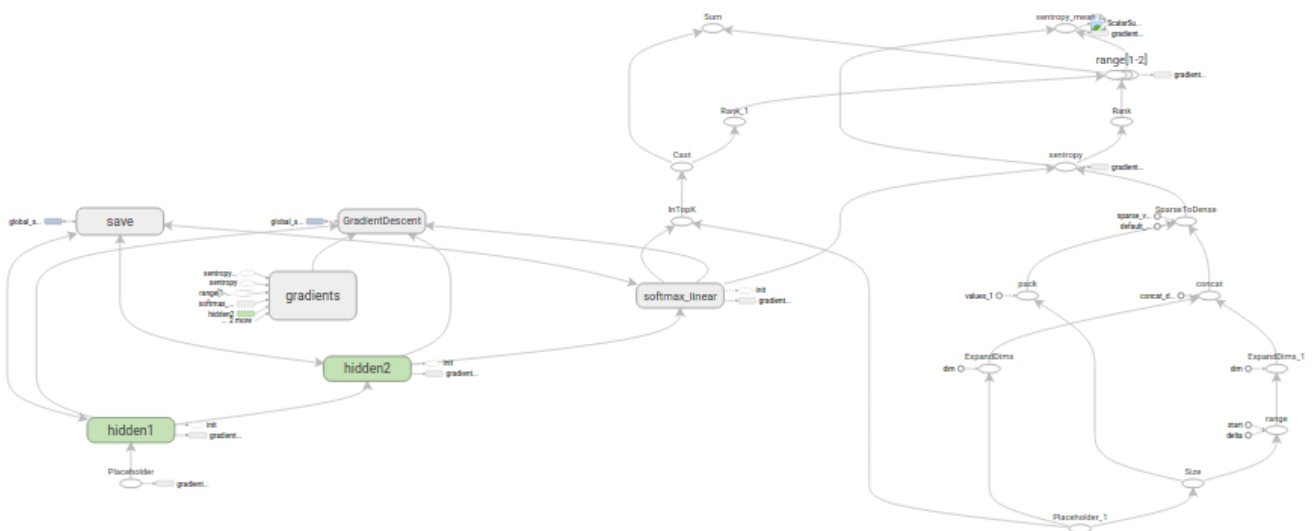 Sum
xentropy_mean
ScalarSu...
gradient...
range[1-2]
gradient...
Rank_1
Rank
Cast
xentropy
gradient...
global_s...
save
global_s...
GradientDescent
InTopK
SparseToDense
sparse_v...
default_...
xentropy...
xentropy
range[1-...
softmax_...
hidden2
... 2 more
gradients
softmax_linear
init
gradient...
pack
values_1
concat
concat_d...
hidden2
init
gradient...
ExpandDims
dim
ExpandDims_1
dim
hidden1
init
gradient...
range
start
delta
Placeholder
gradient...
Size
Placeholder_1